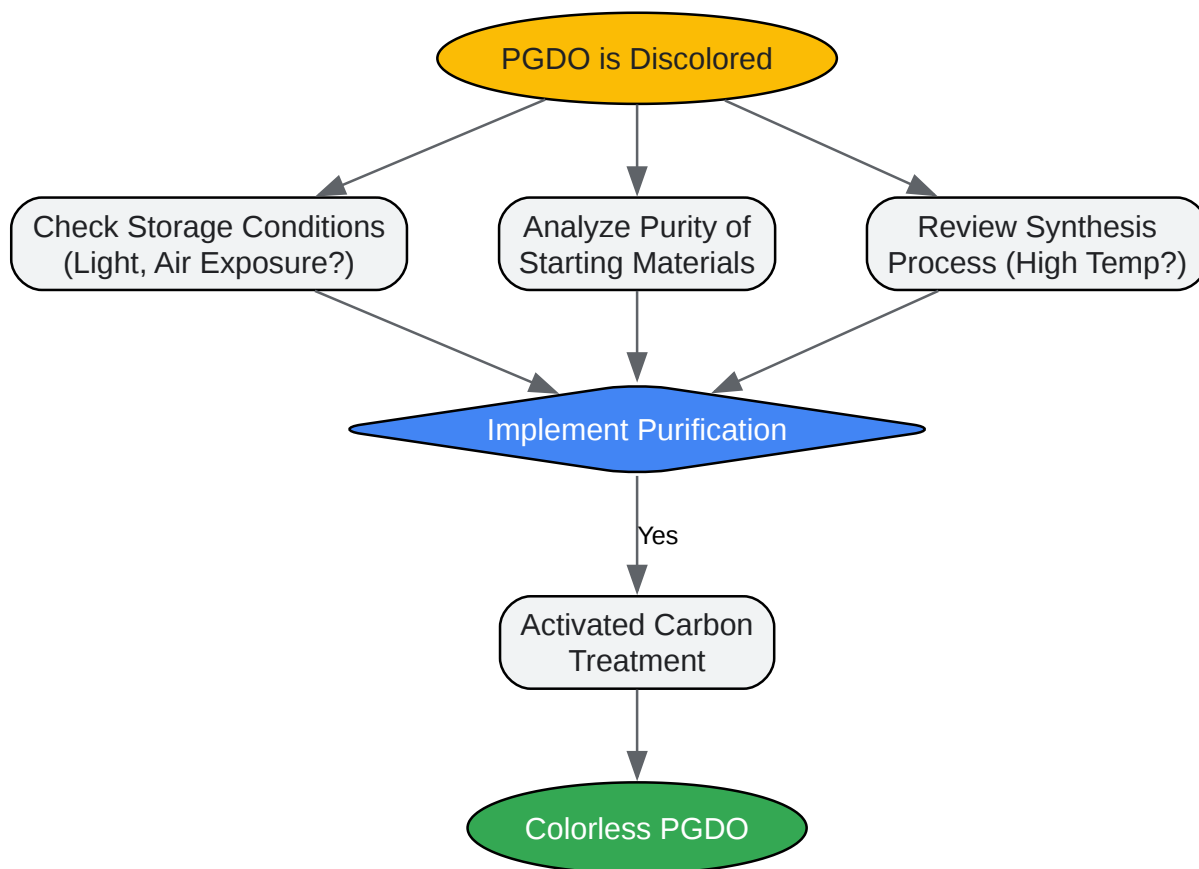 PGDO is Discolored
Check Storage Conditions
(Light, Air Exposure?)
Analyze Purity of
Starting Materials
Review Synthesis
Process (High Temp?)
Implement Purification
Yes
Activated Carbon
Treatment
Colorless PGDO